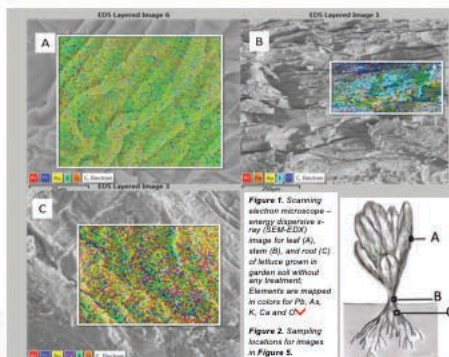 EDS Layered Image 6
EDS Layered Image 1
A
B
C, Electron
C, Electron
EDS Layered Image 3
250µm
C
C, Electron
Figure 1. Scanning
electron microscope –
energy dispersive x-
ray (SEM-EDX)
image for leaf (A),
stem (B), and root (C)
of lettuce grown in
garden soil without
any treatment;
Elements are mapped
in colors for Pb, As,
K, Ca and O
Figure 2. Sampling
locations for images
in Figure 5.
A
B
C